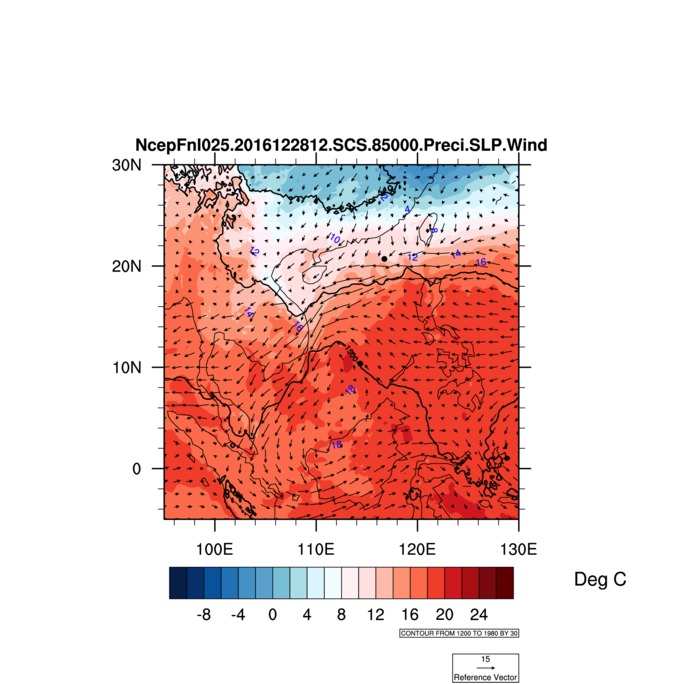 NcepFnl025.2016122812.SCS.85000.Preci.SLP.Wind
30N
20N
10N
0
4
8
10
12
12
14
16
14
16
1500
18
18
100E
110E
120E
130E
-8 -4 0 4 8 12 16 20 24
Deg C
CONTOUR FROM 1200 TO 1980 BY 30
15
Reference Vector